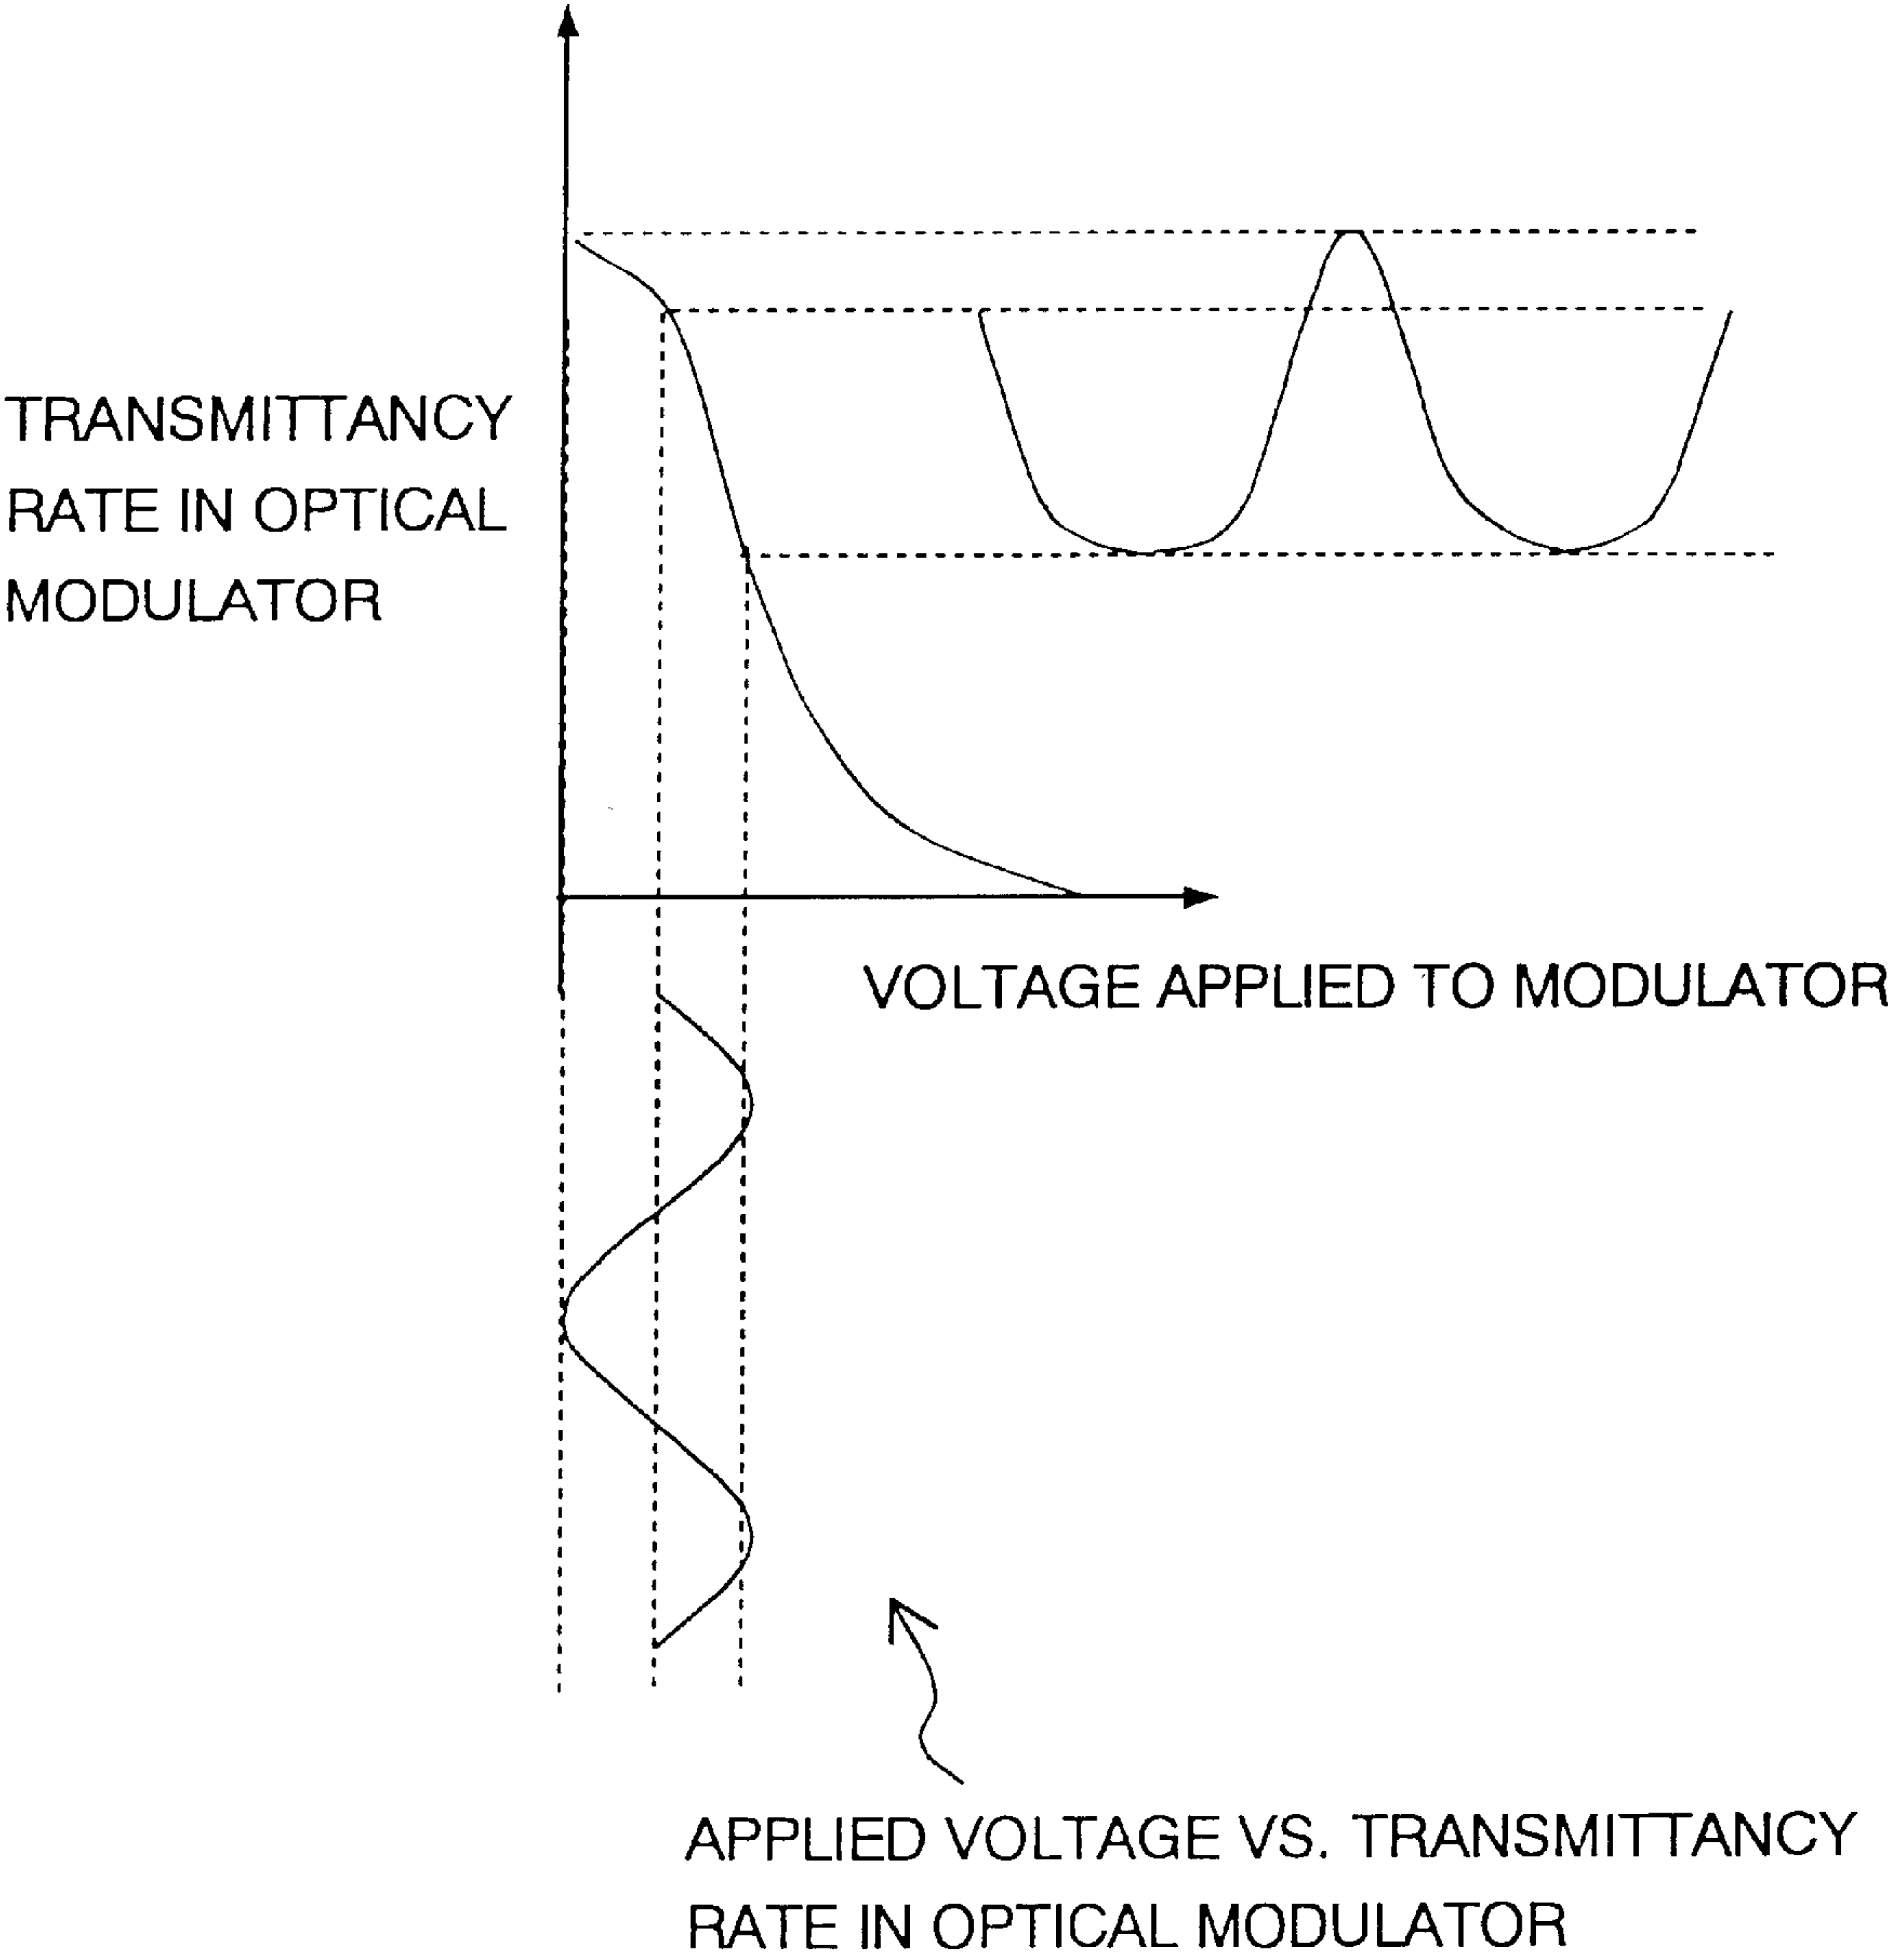 TRANSMITTANCY
RATE IN OPTICAL
MODULATOR
VOLTAGE APPLIED TO MODULATOR
APPLIED VOLTAGE VS. TRANSMITTANCY
RATE IN OPTICAL MODULATOR